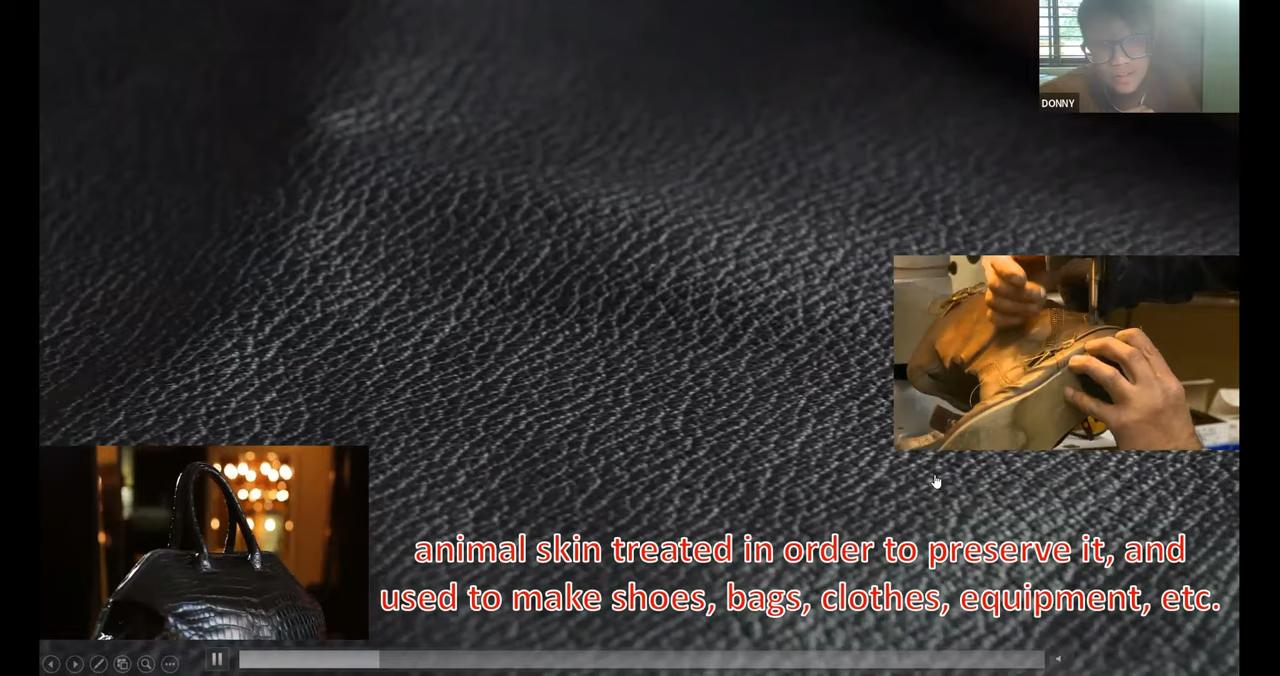 DONNY
animal skin treated in order to preserve it, and
used to make shoes, bags, clothes, equipment, etc.